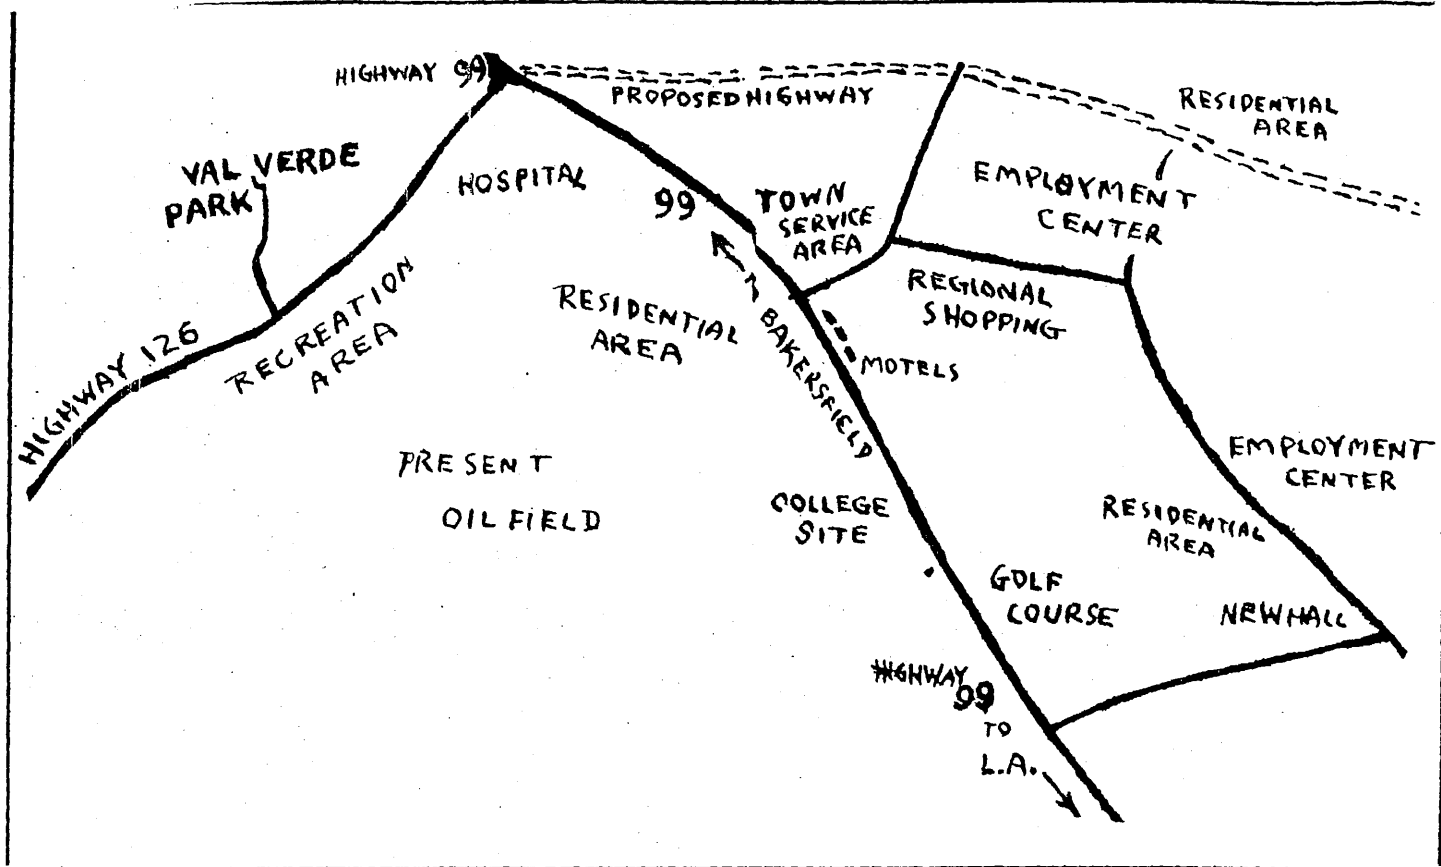 HIGHWAY 99
PROPOSED HIGHWAY
RESIDENTIAL
AREA
VAL VERDE
PARK
HOSPITAL
99
TOWN
SERVICE
AREA
EMPLOYMENT
CENTER
REGIONAL
SHOPPING
HIGHWAY 126
RECREATION
AREA
RESIDENTIAL
AREA
BAKERSFIELD
MOTELS
PRESENT
OIL FIELD
COLLEGE
SITE
EMPLOYMENT
CENTER
RESIDENTIAL
AREA
GOLF
COURSE
NEWHALL
HIGHWAY
99
TO
L.A.